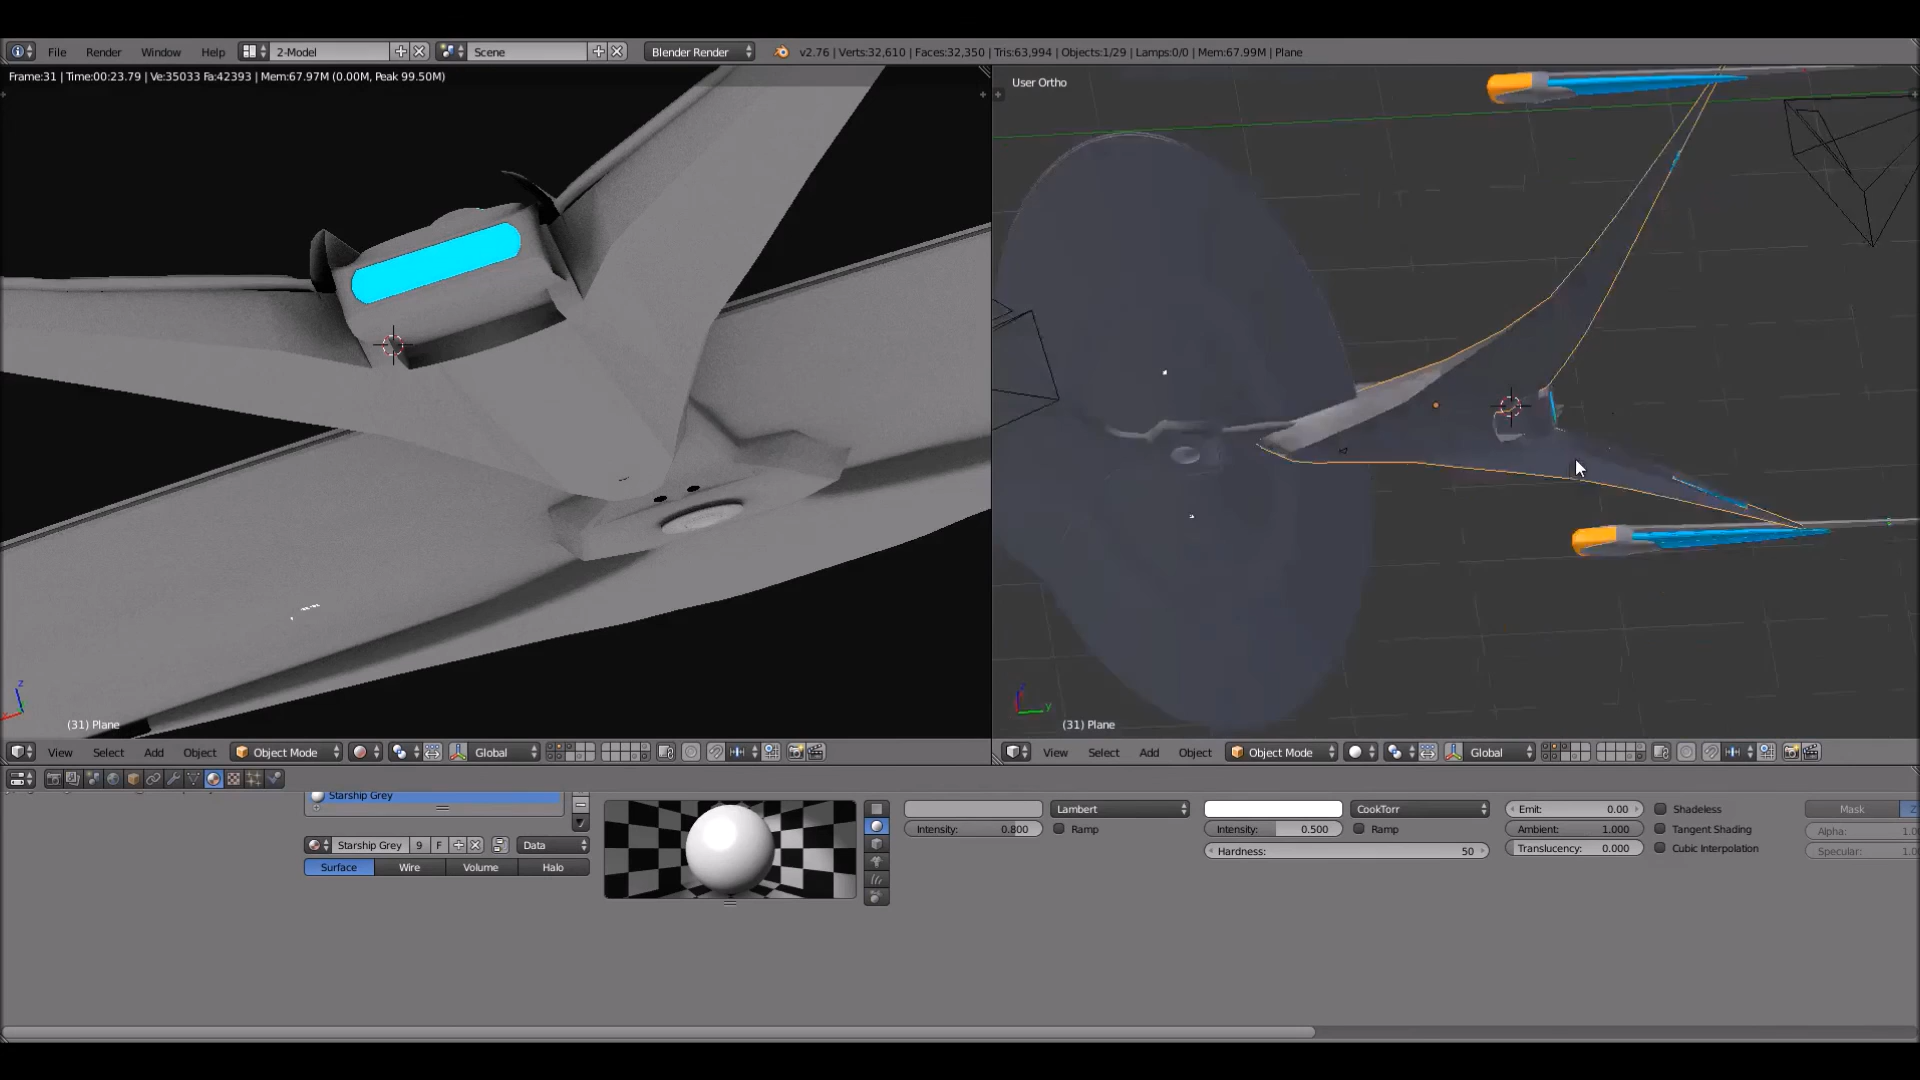 File Render Window Help 2-Model Scene Blender Render v2.76 | Verts:32,610 | Faces:32,350 | Tris:63,994 | Objects:1/29 | Lamps:0/0 | Mem:67.99M | Plane
Frame:31 | Time:00:23.79 | Ve:35033 Fa:42393 | Mem:67.97M (0.00M, Peak 99.50M)
User Ortho
z
y
(31) Plane
(31) Plane
View Select Add Object Object Mode Global
View Select Add Object Object Mode Global
Starship Grey
Starship Grey 9 F Data
Surface Wire Volume Halo
Lambert
Intensity: 0.800 Ramp
CookTorr
Intensity: 0.500 Ramp
Hardness: 50
Emit: 0.00 Shadeless
Ambient: 1.000 Tangent Shading
Translucency: 0.000 Cubic Interpolation
Mask Z
Alpha: 1.0
Specular: 1.0